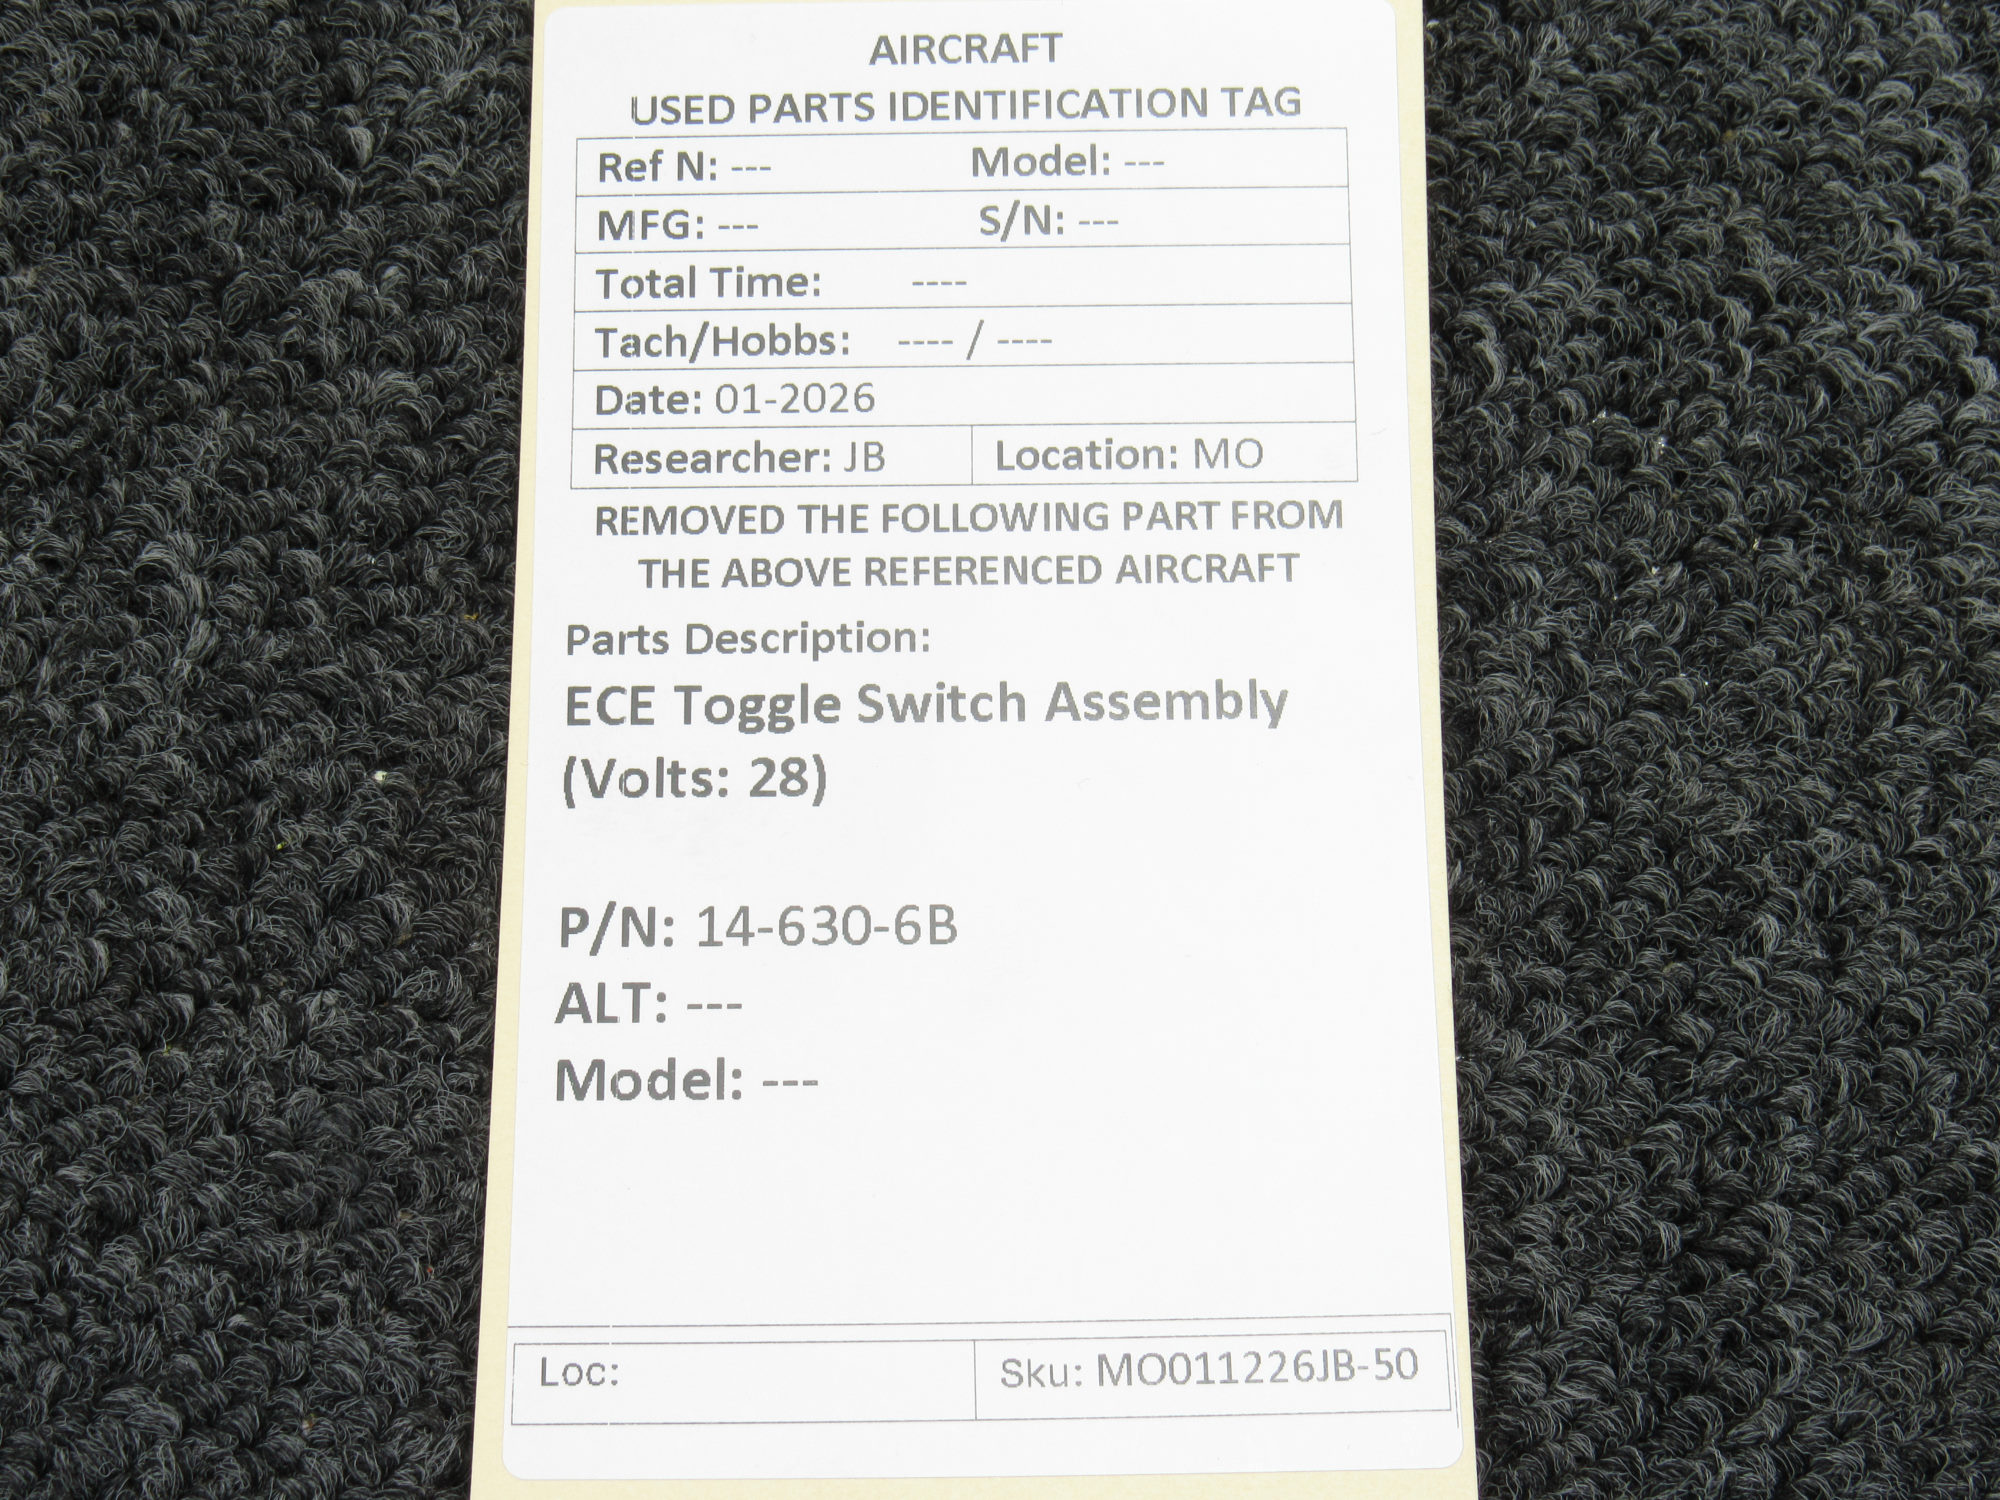 AIRCRAFT
USED PARTS IDENTIFICATION TAG
Ref N: --- Model: ---
MFG: --- S/N: ---
Total Time: ----
Tach/Hobbs: ---- / ----
Date: 01-2026
Researcher: JB Location: MO
REMOVED THE FOLLOWING PART FROM
THE ABOVE REFERENCED AIRCRAFT
Parts Description:
ECE Toggle Switch Assembly
(Volts: 28)
P/N: 14-630-6B
ALT: ---
Model: ---
Loc: Sku: MO011226JB-50